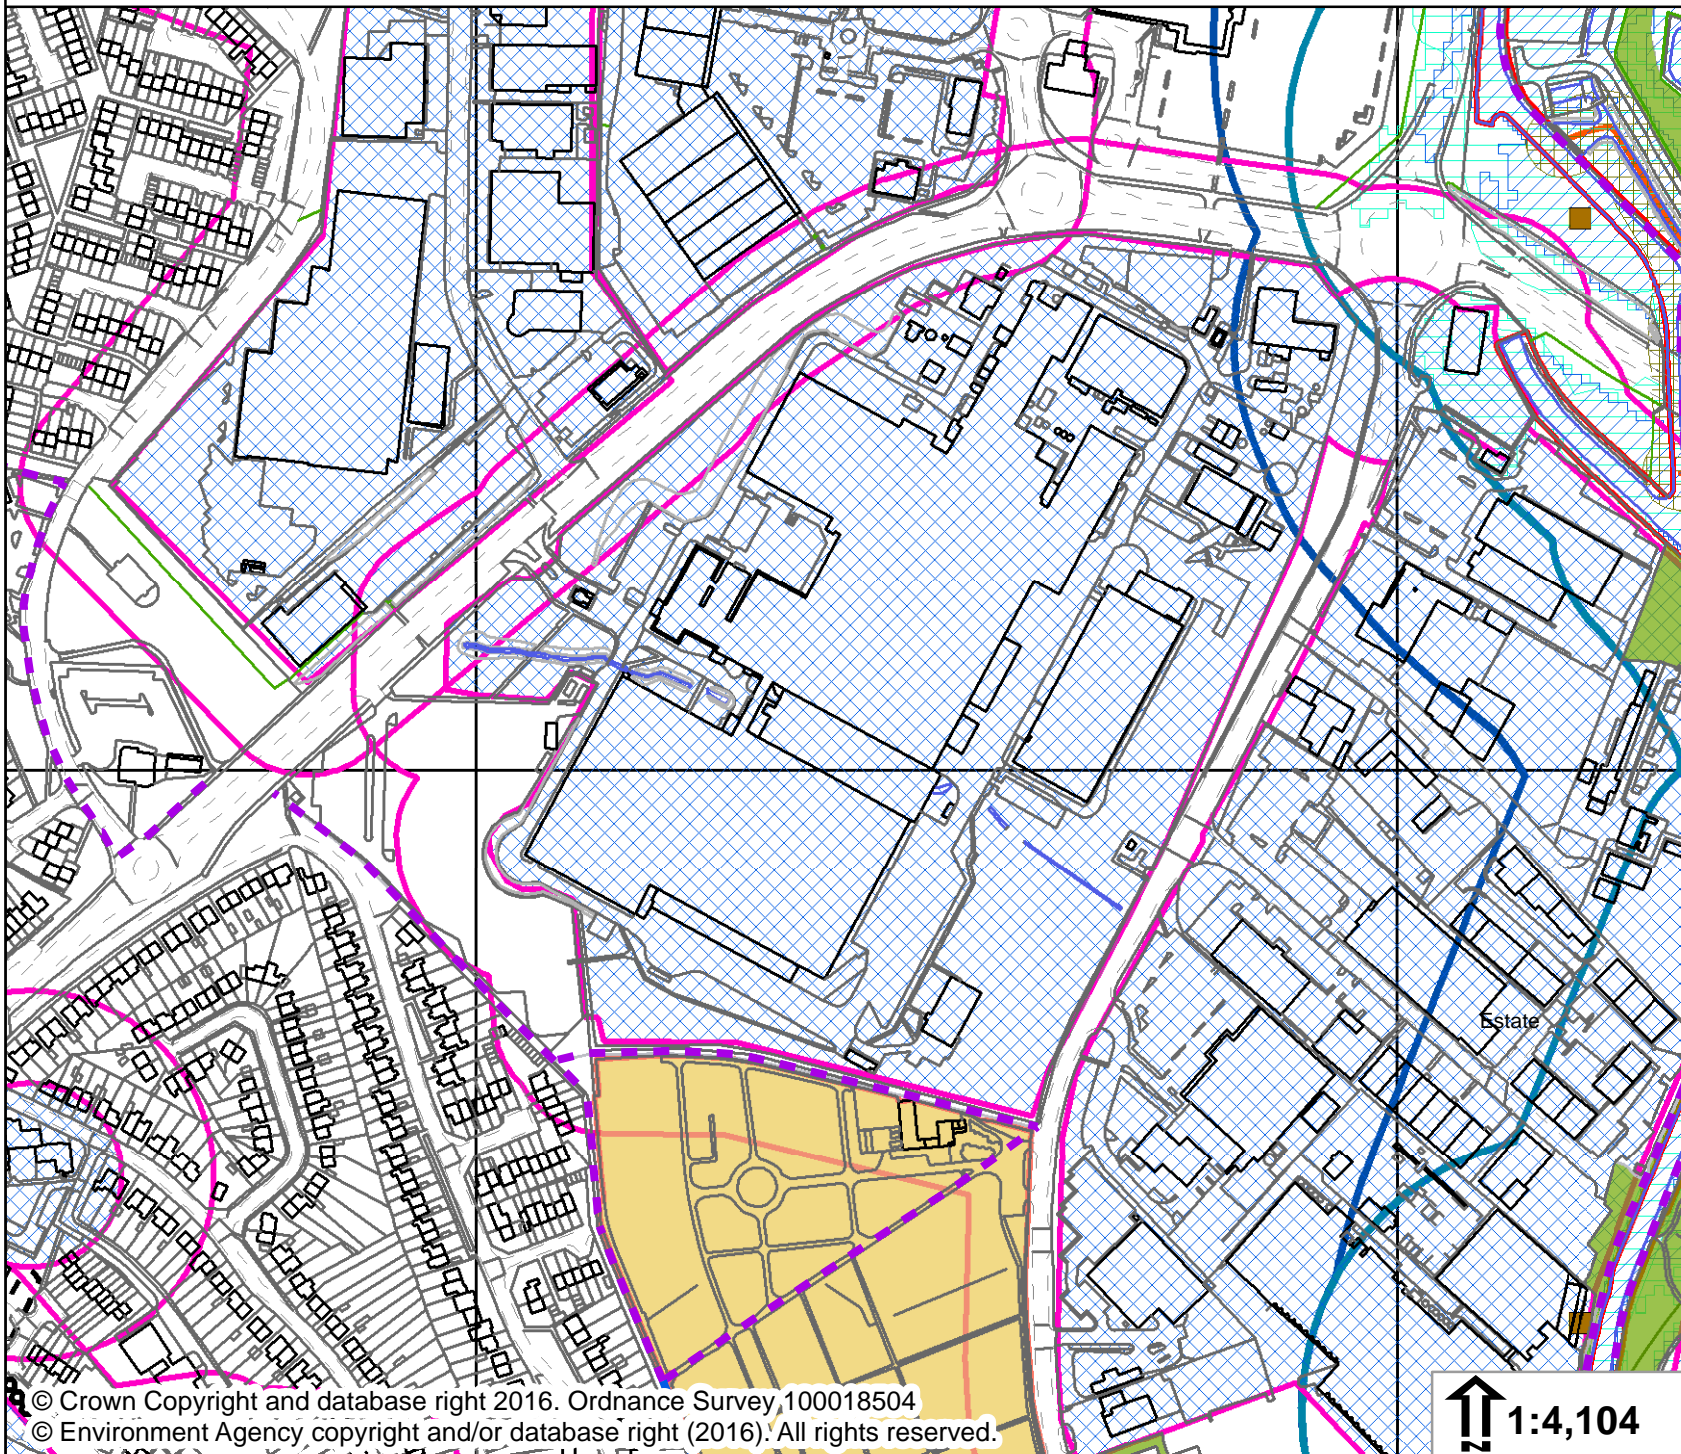 Estate
© Crown Copyright and database right 2016. Ordnance Survey 100018504
© Environment Agency copyright and/or database right (2016). All rights reserved.
N
1:4,104